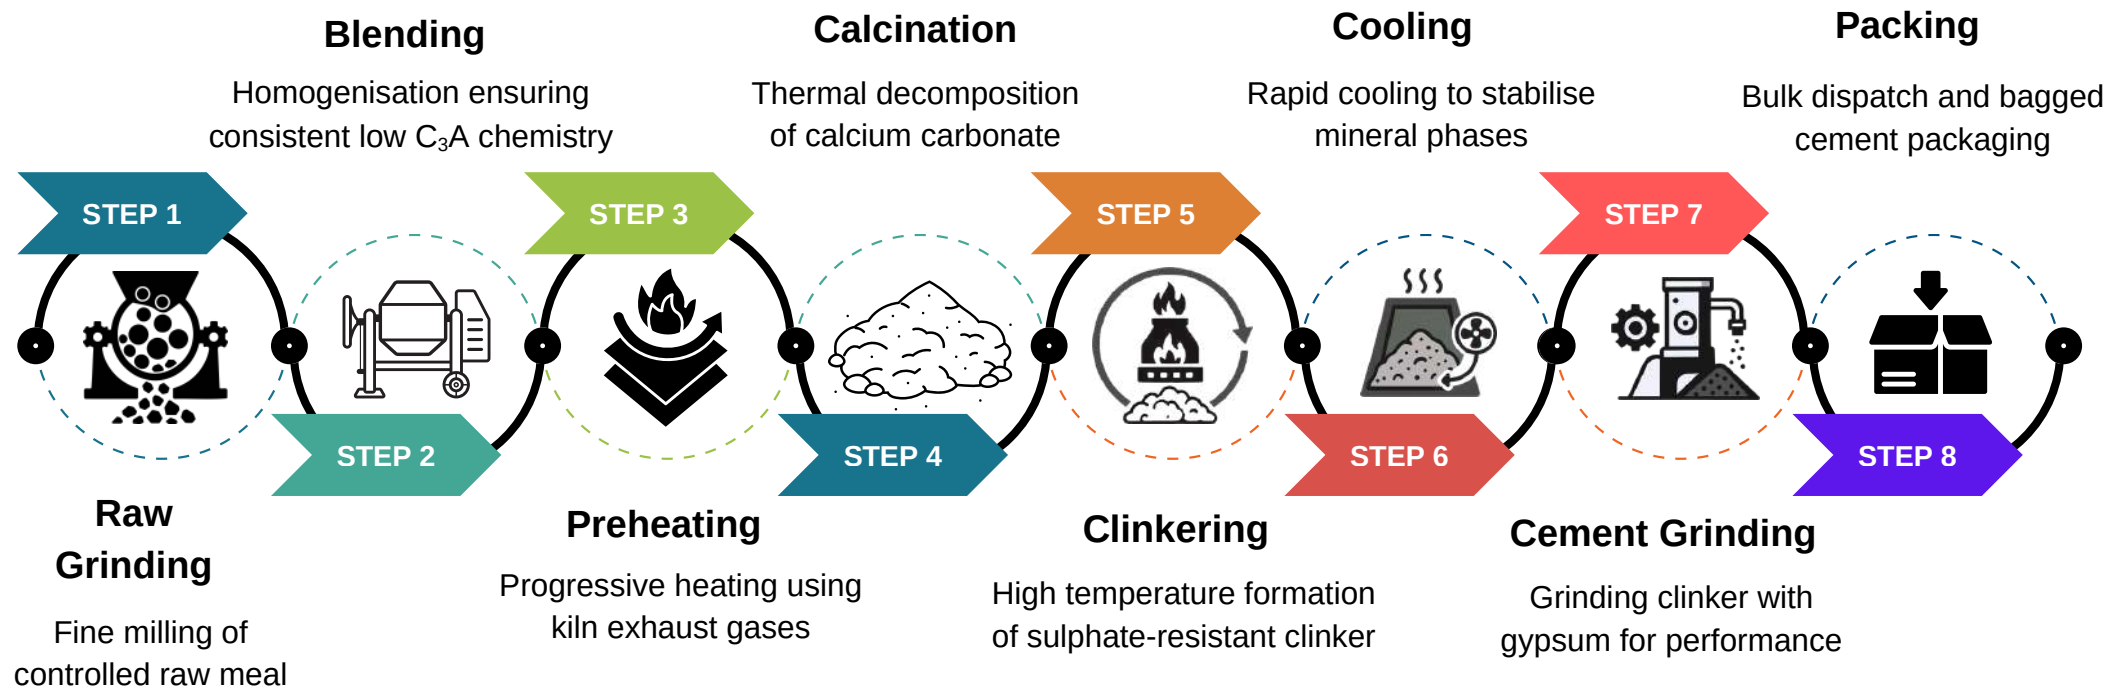 Blending
Homogenisation ensuring
consistent low C₃A chemistry
Calcination
Thermal decomposition
of calcium carbonate
Cooling
Rapid cooling to stabilise
mineral phases
Packing
Bulk dispatch and bagged
cement packaging
STEP 1
STEP 3
STEP 5
STEP 7
STEP 2
STEP 4
STEP 6
STEP 8
Raw
Grinding
Fine milling of
controlled raw meal
Preheating
Progressive heating using
kiln exhaust gases
Clinkering
High temperature formation
of sulphate-resistant clinker
Cement Grinding
Grinding clinker with
gypsum for performance